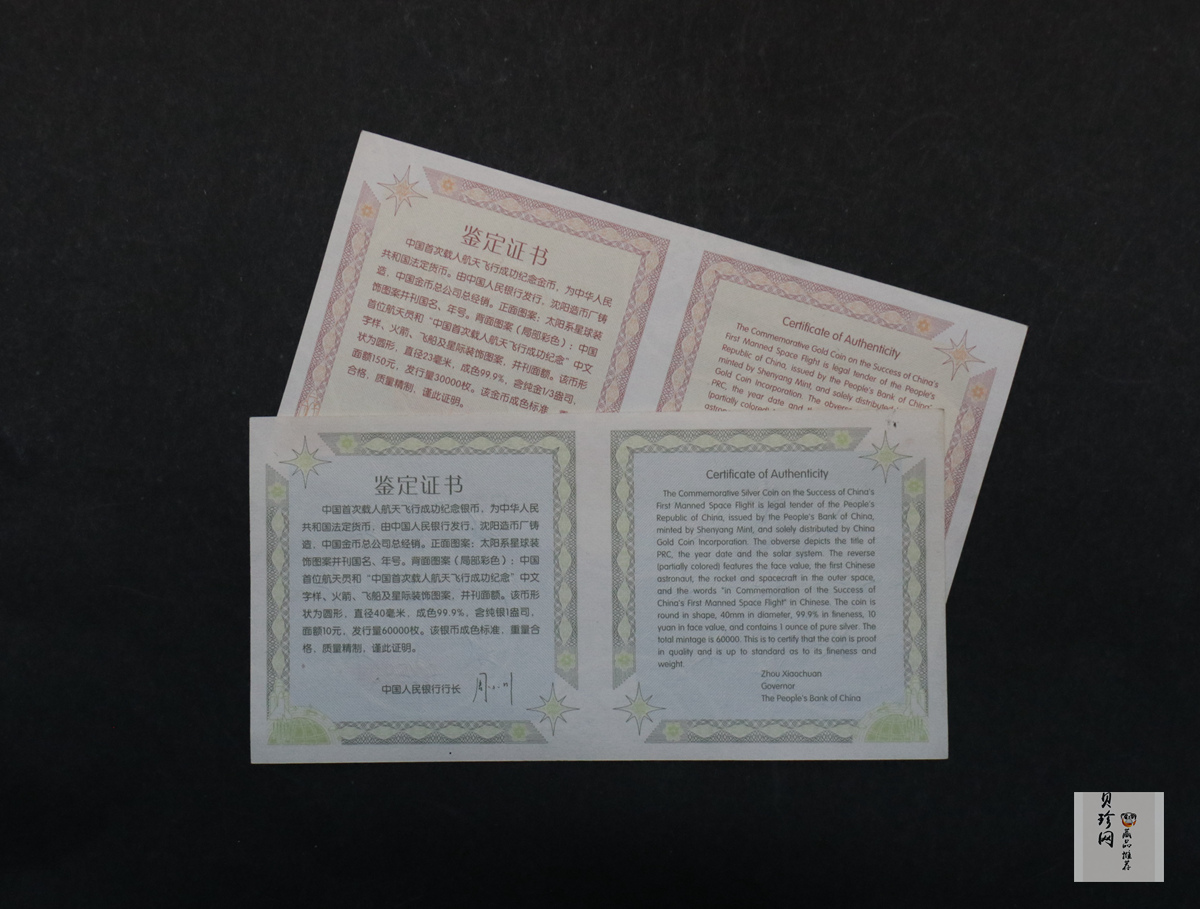 鉴定证书
中国首次载人航天飞行成功纪念金币，为中华人民
共和国法定货币。由中国人民银行发行，沈阳造币厂铸
造，中国金币总公司总经销。正面图案：太阳系星球装
饰图案并刊国名、年号。背面图案（局部彩色）：中国
首位航天员和“中国首次载人航天飞行成功纪念”中文
字样、火箭、飞船及星际装饰图案，并刊面额。该币形
状为圆形，直径23毫米，成色99.9%，含纯金1/3盎司，
面额150元，发行量30000枚。该金币成色标准，
合格，质量精制，谨此证明。
Certificate of Authenticity
The Commemorative Gold Coin on the Success of China's
First Manned Space Flight is legal tender of the People's
Republic of China, issued by the People's Bank of China,
minted by Shenyang Mint, and solely distributed
Gold Coin Incorporation. The obverse
PRC, the year date and
(partially colored)
鉴定证书
中国首次载人航天飞行成功纪念银币，为中华人民
共和国法定货币，由中国人民银行发行，沈阳造币厂铸
造，中国金币总公司总经销。正面图案：太阳系星球装
饰图案并刊国名、年号。背面图案（局部彩色）：中国
首位航天员和“中国首次载人航天飞行成功纪念”中文
字样、火箭、飞船及星际装饰图案，并刊面额。该币形
状为圆形，直径40毫米，成色99.9%，含纯银1盎司，
面额10元，发行量60000枚。该银币成色标准，重量合
格，质量精制，谨此证明。
中国人民银行行长
Certificate of Authenticity
The Commemorative Silver Coin on the Success of China's
First Manned Space Flight is legal tender of the People's
Republic of China, issued by the People's Bank of China,
minted by Shenyang Mint, and solely distributed by China
Gold Coin Incorporation. The obverse depicts the title of
PRC, the year date and the solar system. The reverse
(partially colored) features the face value, the first Chinese
astronaut, the rocket and spacecraft in the outer space,
and the words "in Commemoration of the Success of
China's First Manned Space Flight" in Chinese. The coin is
round in shape, 40mm in diameter, 99.9% in fineness, 10
yuan in face value, and contains 1 ounce of pure silver. The
total mintage is 60000. This is to certify that the coin is proof
in quality and is up to standard as to its fineness and
weight.
Zhou Xiaochuan
Governor
The People's Bank of China
贝珍网
藏品推荐